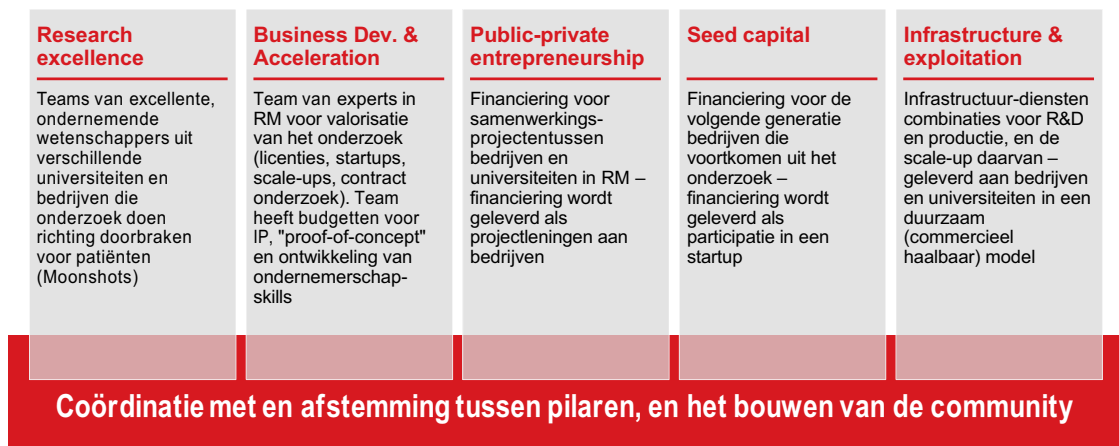 Research
excellence
Teams van excellente,
ondernemende
wetenschappers uit
verschillende
universiteiten en
bedrijven die
onderzoek doen
richting doorbraken
voor patiënten
(Moonshots)
Business Dev. &
Acceleration
Team van experts in
RM voor valorisatie
van het onderzoek
(licenties, startups,
scale-ups, contract
onderzoek). Team
heeft budgetten voor
IP, "proof-of-concept"
en ontwikkeling van
ondernemerschap-
skills
Public-private
entrepreneurship
Financiering voor
samenwerkings-
projectentussen
bedrijven en
universiteiten in RM –
financiering wordt
geleverd als
projectleningen aan
bedrijven
Seed capital
Financiering voor de
volgende generatie
bedrijven die
voortkomen uit het
onderzoek –
financiering wordt
geleverd als
participatie in een
startup
Infrastructure &
exploitation
Infrastructuur-diensten
combinaties voor R&D
en productie, en de
scale-up daarvan –
geleverd aan bedrijven
en universiteiten in een
duurzaam
(commercieel
haalbaar) model
Coördinatie met en afstemming tussen pilaren, en het bouwen van de community